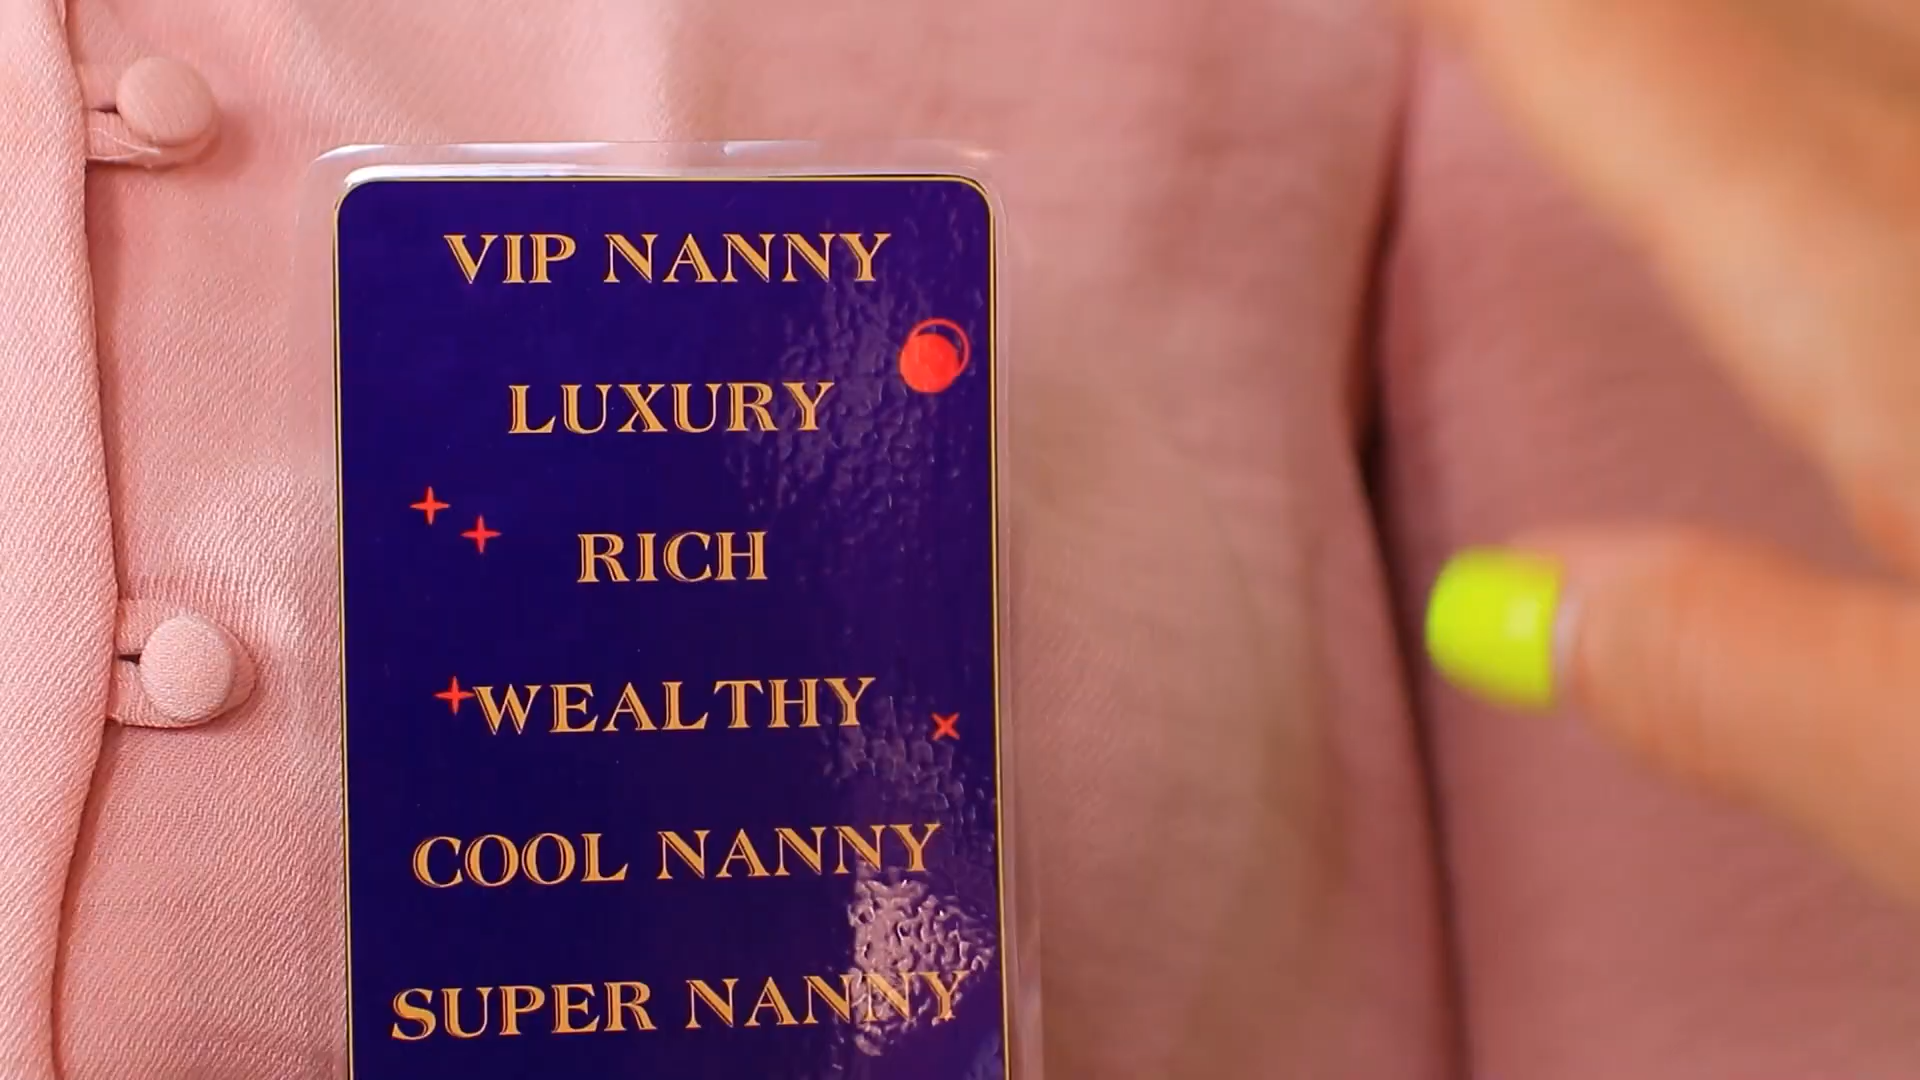 VIP NANNY
LUXURY
RICH
WEALTHY
COOL NANNY
SUPER NANNY